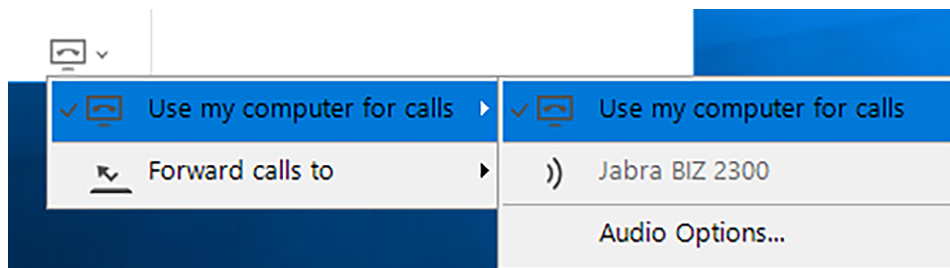 Use my computer for calls
Forward calls to
Use my computer for calls
Jabra BIZ 2300
Audio Options...